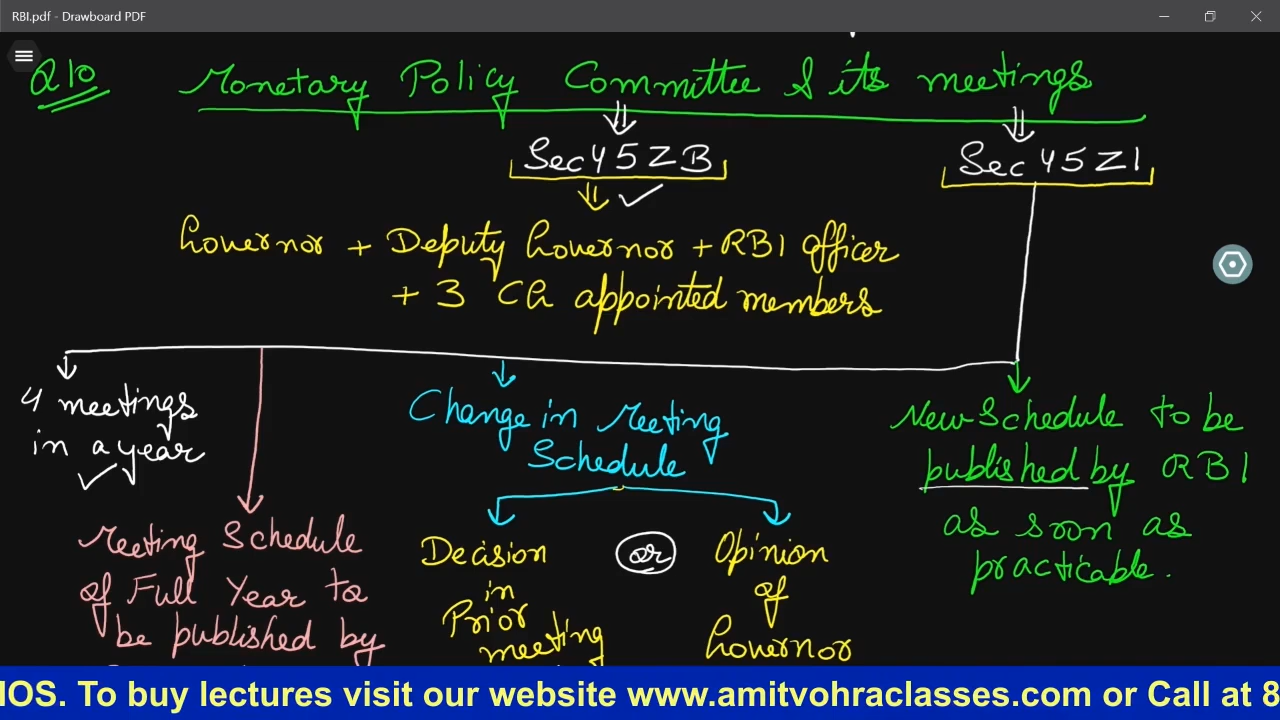 RBI.pdf - Drawboard PDF
Q10 Monetary Policy Committee & its meetings
Sec 45ZB
Sec 45ZI
Governor + Deputy Governor + RBI officer
+ 3 CG appointed members
4 meetings
in a year
Meeting Schedule
of Full Year to
be published by
Change in Meeting
Schedule
Decision
in
Prior
meeting
or
Opinion
of
Governor
New Schedule to be
published by RBI
as soon as
practicable.
IOS. To buy lectures visit our website www.amitvohraclasses.com or Call at 8